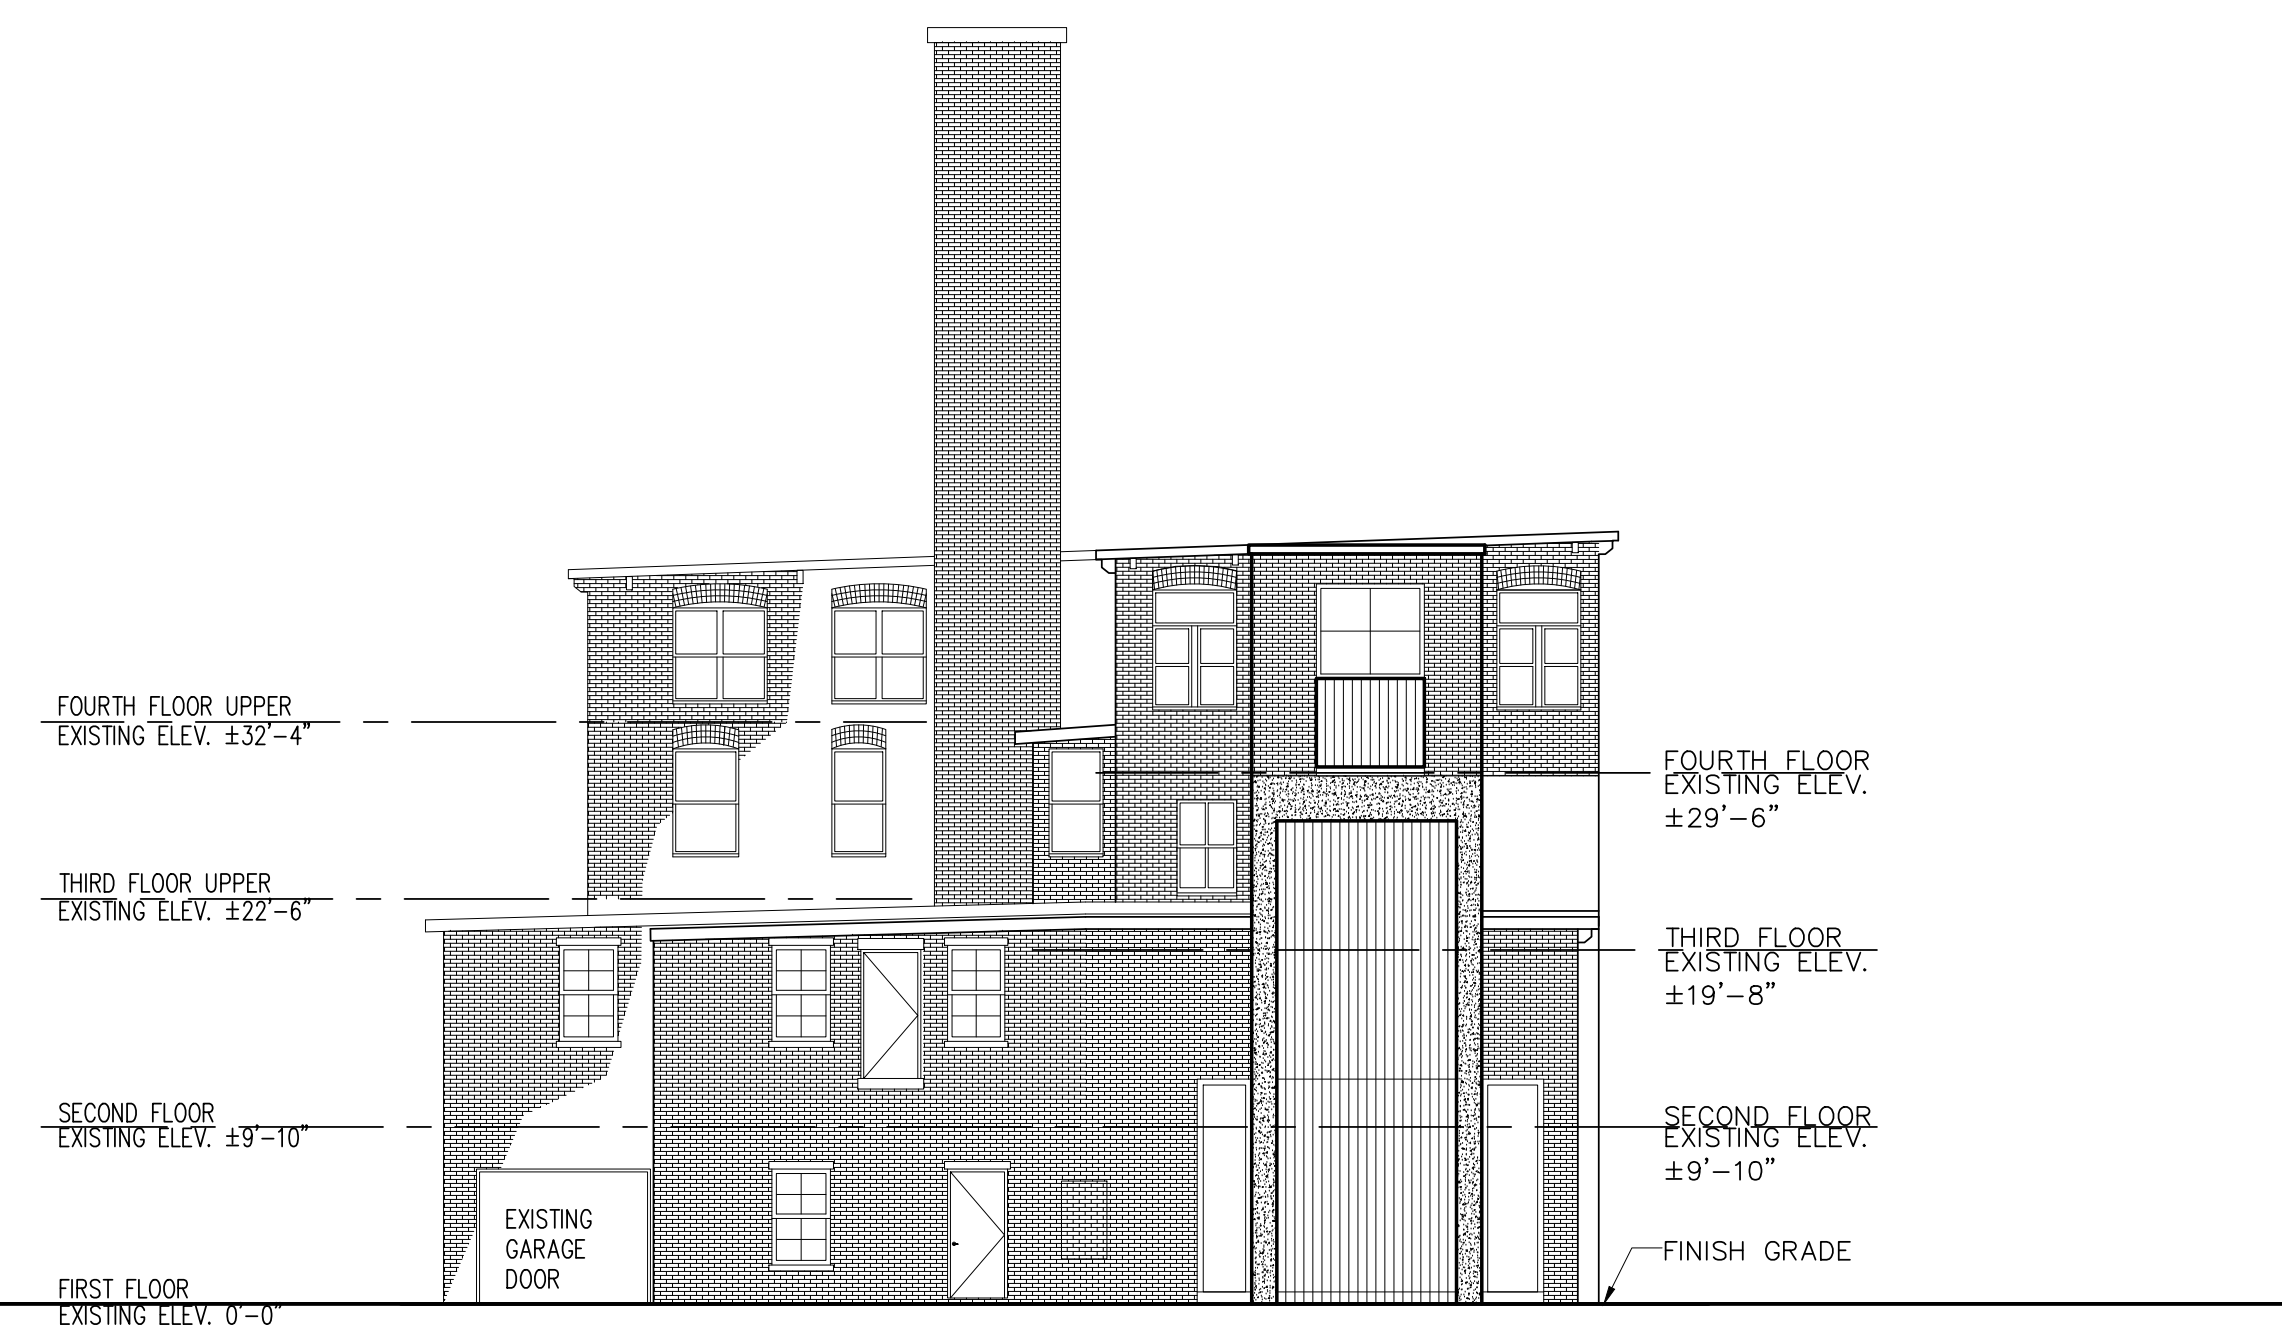 FOURTH FLOOR UPPER
EXISTING ELEV. ±32'-4"
FOURTH FLOOR
EXISTING ELEV.
±29'-6"
THIRD FLOOR UPPER
EXISTING ELEV. ±22'-6"
THIRD FLOOR
EXISTING ELEV.
±19'-8"
SECOND FLOOR
EXISTING ELEV. ±9'-10"
SECOND FLOOR
EXISTING ELEV.
±9'-10"
EXISTING
GARAGE
DOOR
FINISH GRADE
FIRST FLOOR
EXISTING ELEV. 0'-0"